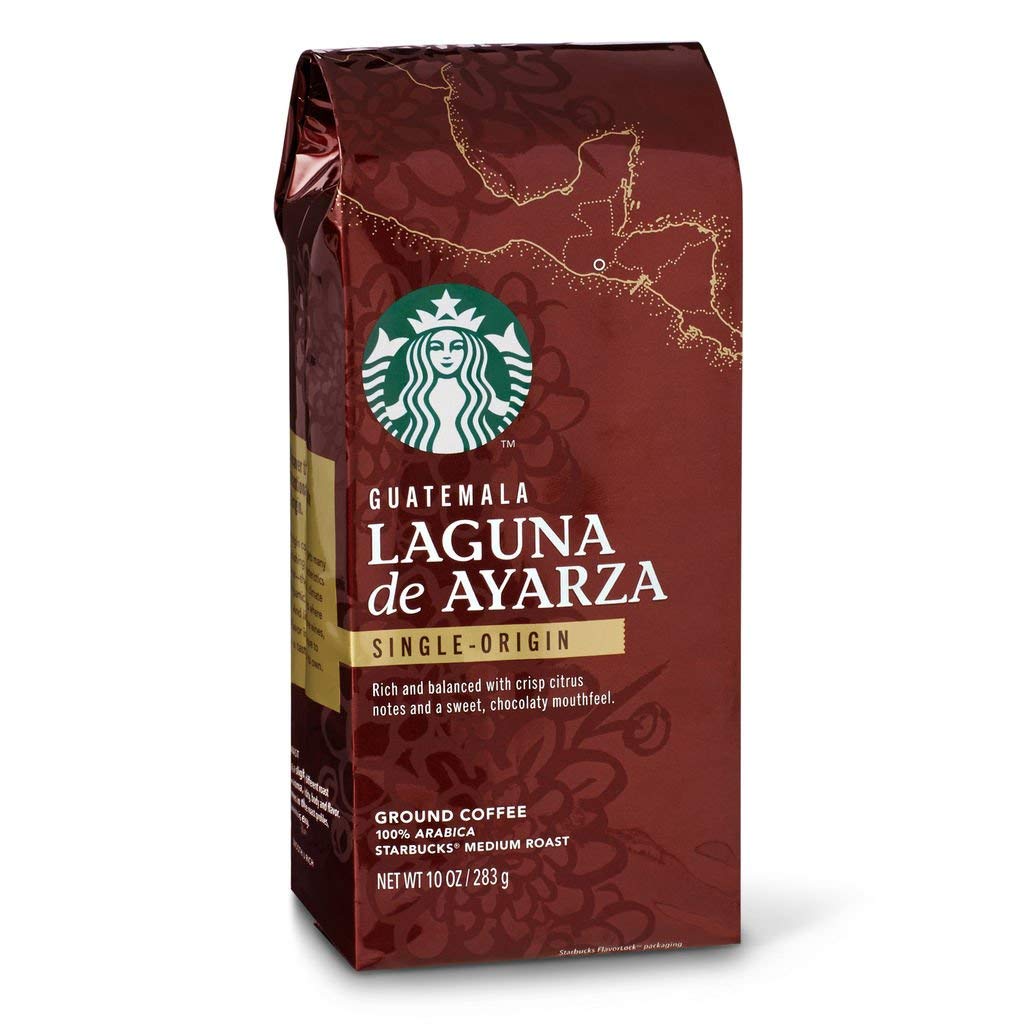 TM
GUATEMALA
LAGUNA
de AYARZA
SINGLE-ORIGIN
Rich and balanced with crisp citrus
notes and a sweet, chocolaty mouthfeel.
GROUND COFFEE
100% ARABICA
STARBUCKS® MEDIUM ROAST
NET WT 10 OZ / 283 g
Starbucks FlavorLock™ packaging